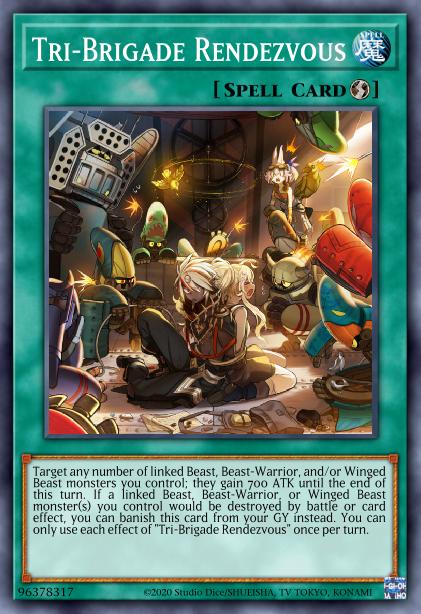 TRI-BRIGADE RENDEZVOUS
SPELL
魔
[SPELL CARD]
Target any number of linked Beast, Beast-Warrior, and/or Winged
Beast monsters you control; they gain 700 ATK until the end of
this turn. If a linked Beast, Beast-Warrior, or Winged Beast
monster(s) you control would be destroyed by battle or card
effect, you can banish this card from your GY instead. You can
only use each effect of "Tri-Brigade Rendezvous" once per turn.
96378317
©2020 Studio Dice/SHUEISHA, TV TOKYO, KONAMI